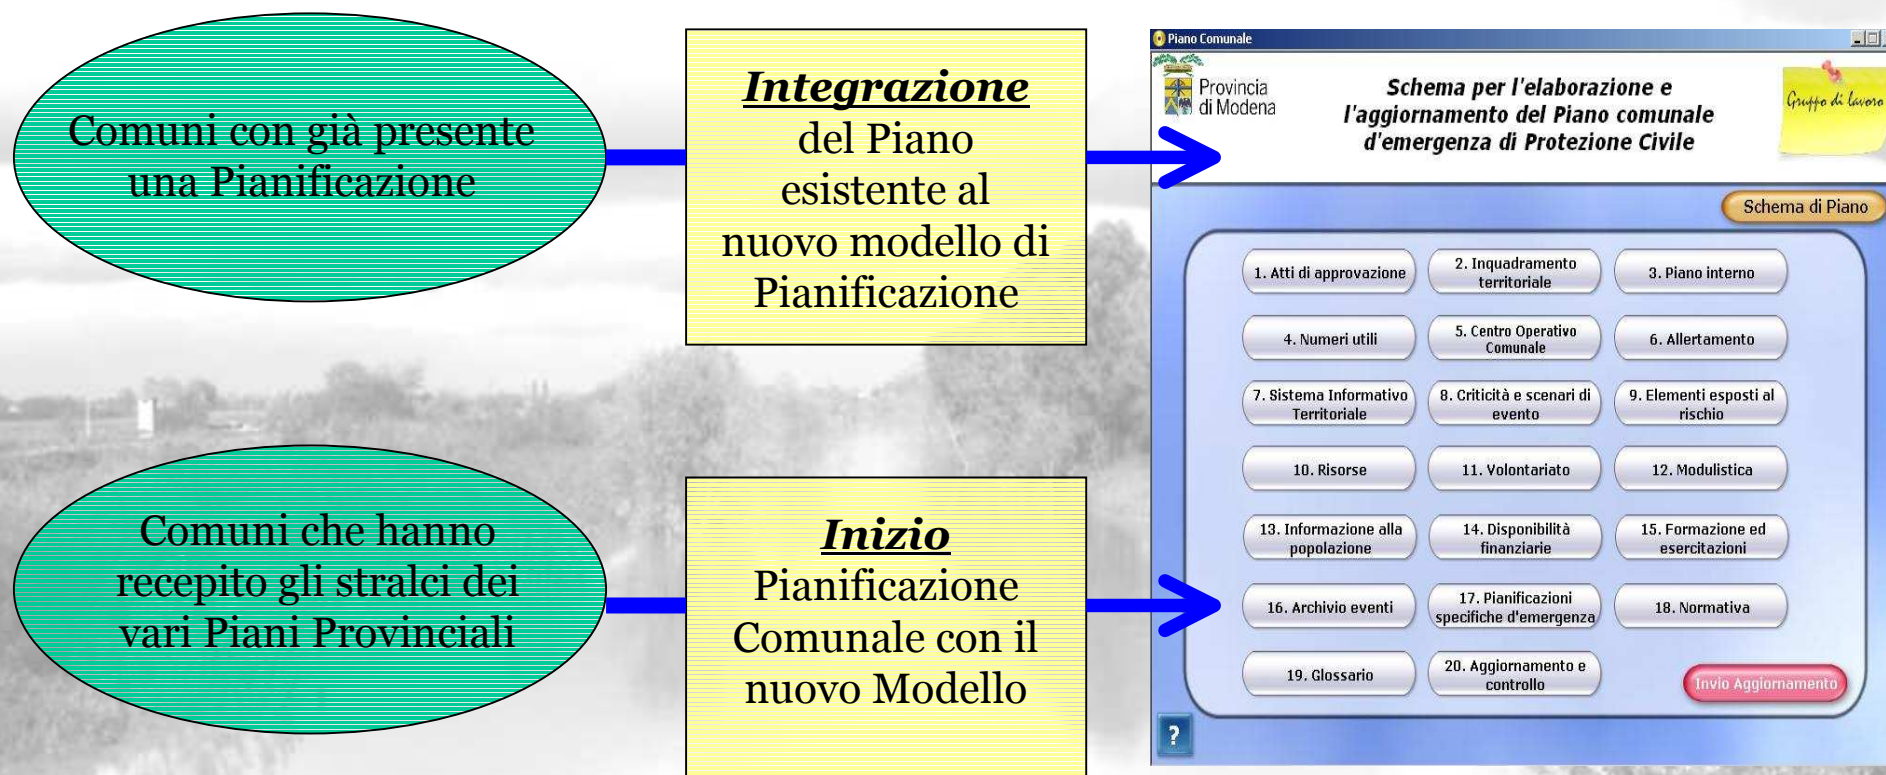 Comuni con già presente
una Pianificazione
Integrazione
del Piano
esistente al
nuovo modello di
Pianificazione
Comuni che hanno
recepito gli stralci dei
vari Piani Provinciali
Inizio
Pianificazione
Comunale con il
nuovo Modello
Piano Comunale
Provincia
di Modena
Schema per l'elaborazione e
l'aggiornamento del Piano comunale
d'emergenza di Protezione Civile
Gruppo di lavoro
Schema di Piano
1. Atti di approvazione
2. Inquadramento
territoriale
3. Piano interno
4. Numeri utili
5. Centro Operativo
Comunale
6. Allertamento
7. Sistema Informativo
Territoriale
8. Criticità e scenari di
evento
9. Elementi esposti al
rischio
10. Risorse
11. Volontariato
12. Modulistica
13. Informazione alla
popolazione
14. Disponibilità
finanziarie
15. Formazione ed
esercitazioni
16. Archivio eventi
17. Pianificazioni
specifiche d'emergenza
18. Normativa
19. Glossario
20. Aggiornamento e
controllo
Invio Aggiornamento
?